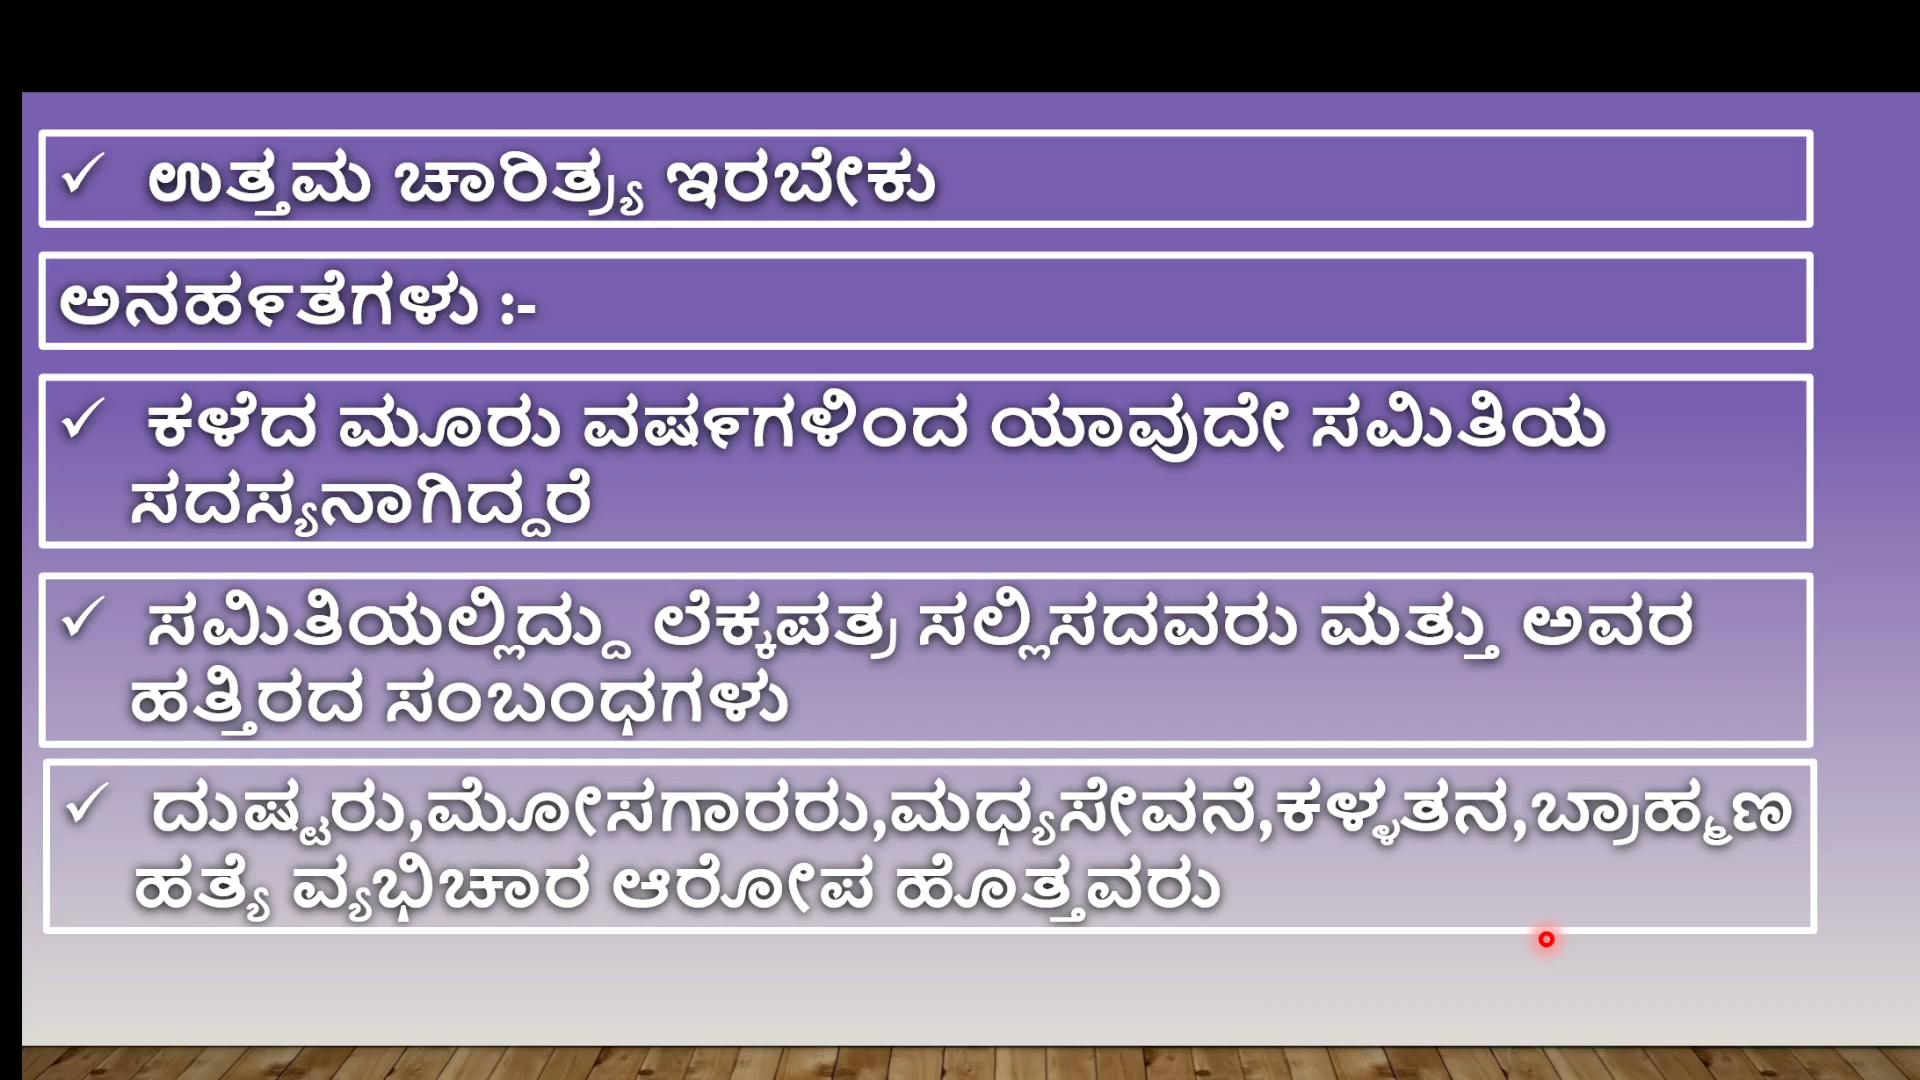 ✓ ಉತ್ತಮ ಚಾರಿತ್ರ್ಯ ಇರಬೇಕು
ಅನರ್ಹತೆಗಳು :-
✓ ಕಳೆದ ಮೂರು ವರ್ಷಗಳಿಂದ ಯಾವುದೇ ಸಮಿತಿಯ
ಸದಸ್ಯನಾಗಿದ್ದರೆ
✓ ಸಮಿತಿಯಲ್ಲಿದ್ದು ಲೆಕ್ಕಪತ್ರ ಸಲ್ಲಿಸದವರು ಮತ್ತು ಅವರ
ಹತ್ತಿರದ ಸಂಬಂಧಗಳು
✓ ದುಷ್ಟರು,ಮೋಸಗಾರರು,ಮಧ್ಯಸೇವನೆ,ಕಳ್ಳತನ,ಬ್ರಾಹ್ಮಣ
ಹತ್ಯೆ ವ್ಯಭಿಚಾರ ಆರೋಪ ಹೊತ್ತವರು